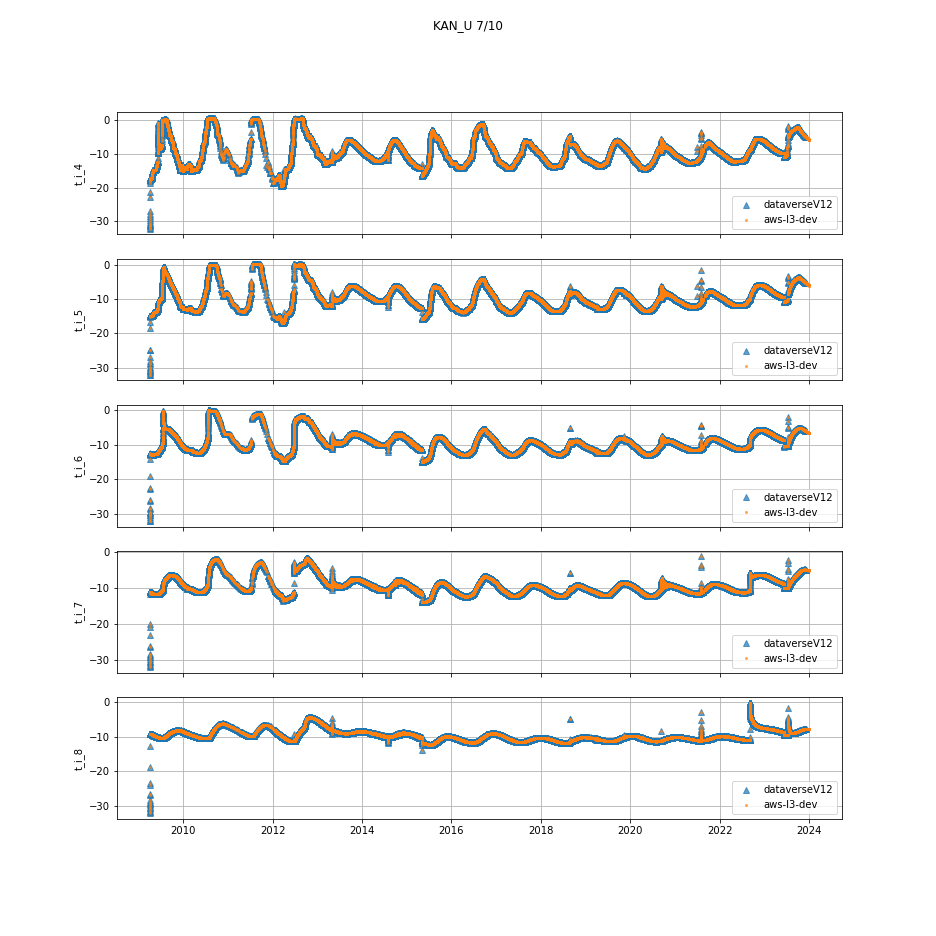 KAN_U 7/10
0
−10
−20
−30
t_i_4
dataverseV12
aws-l3-dev
0
−10
−20
−30
t_i_5
dataverseV12
aws-l3-dev
0
−10
−20
−30
t_i_6
dataverseV12
aws-l3-dev
0
−10
−20
−30
t_i_7
dataverseV12
aws-l3-dev
0
−10
−20
−30
t_i_8
dataverseV12
aws-l3-dev
2010 2012 2014 2016 2018 2020 2022 2024